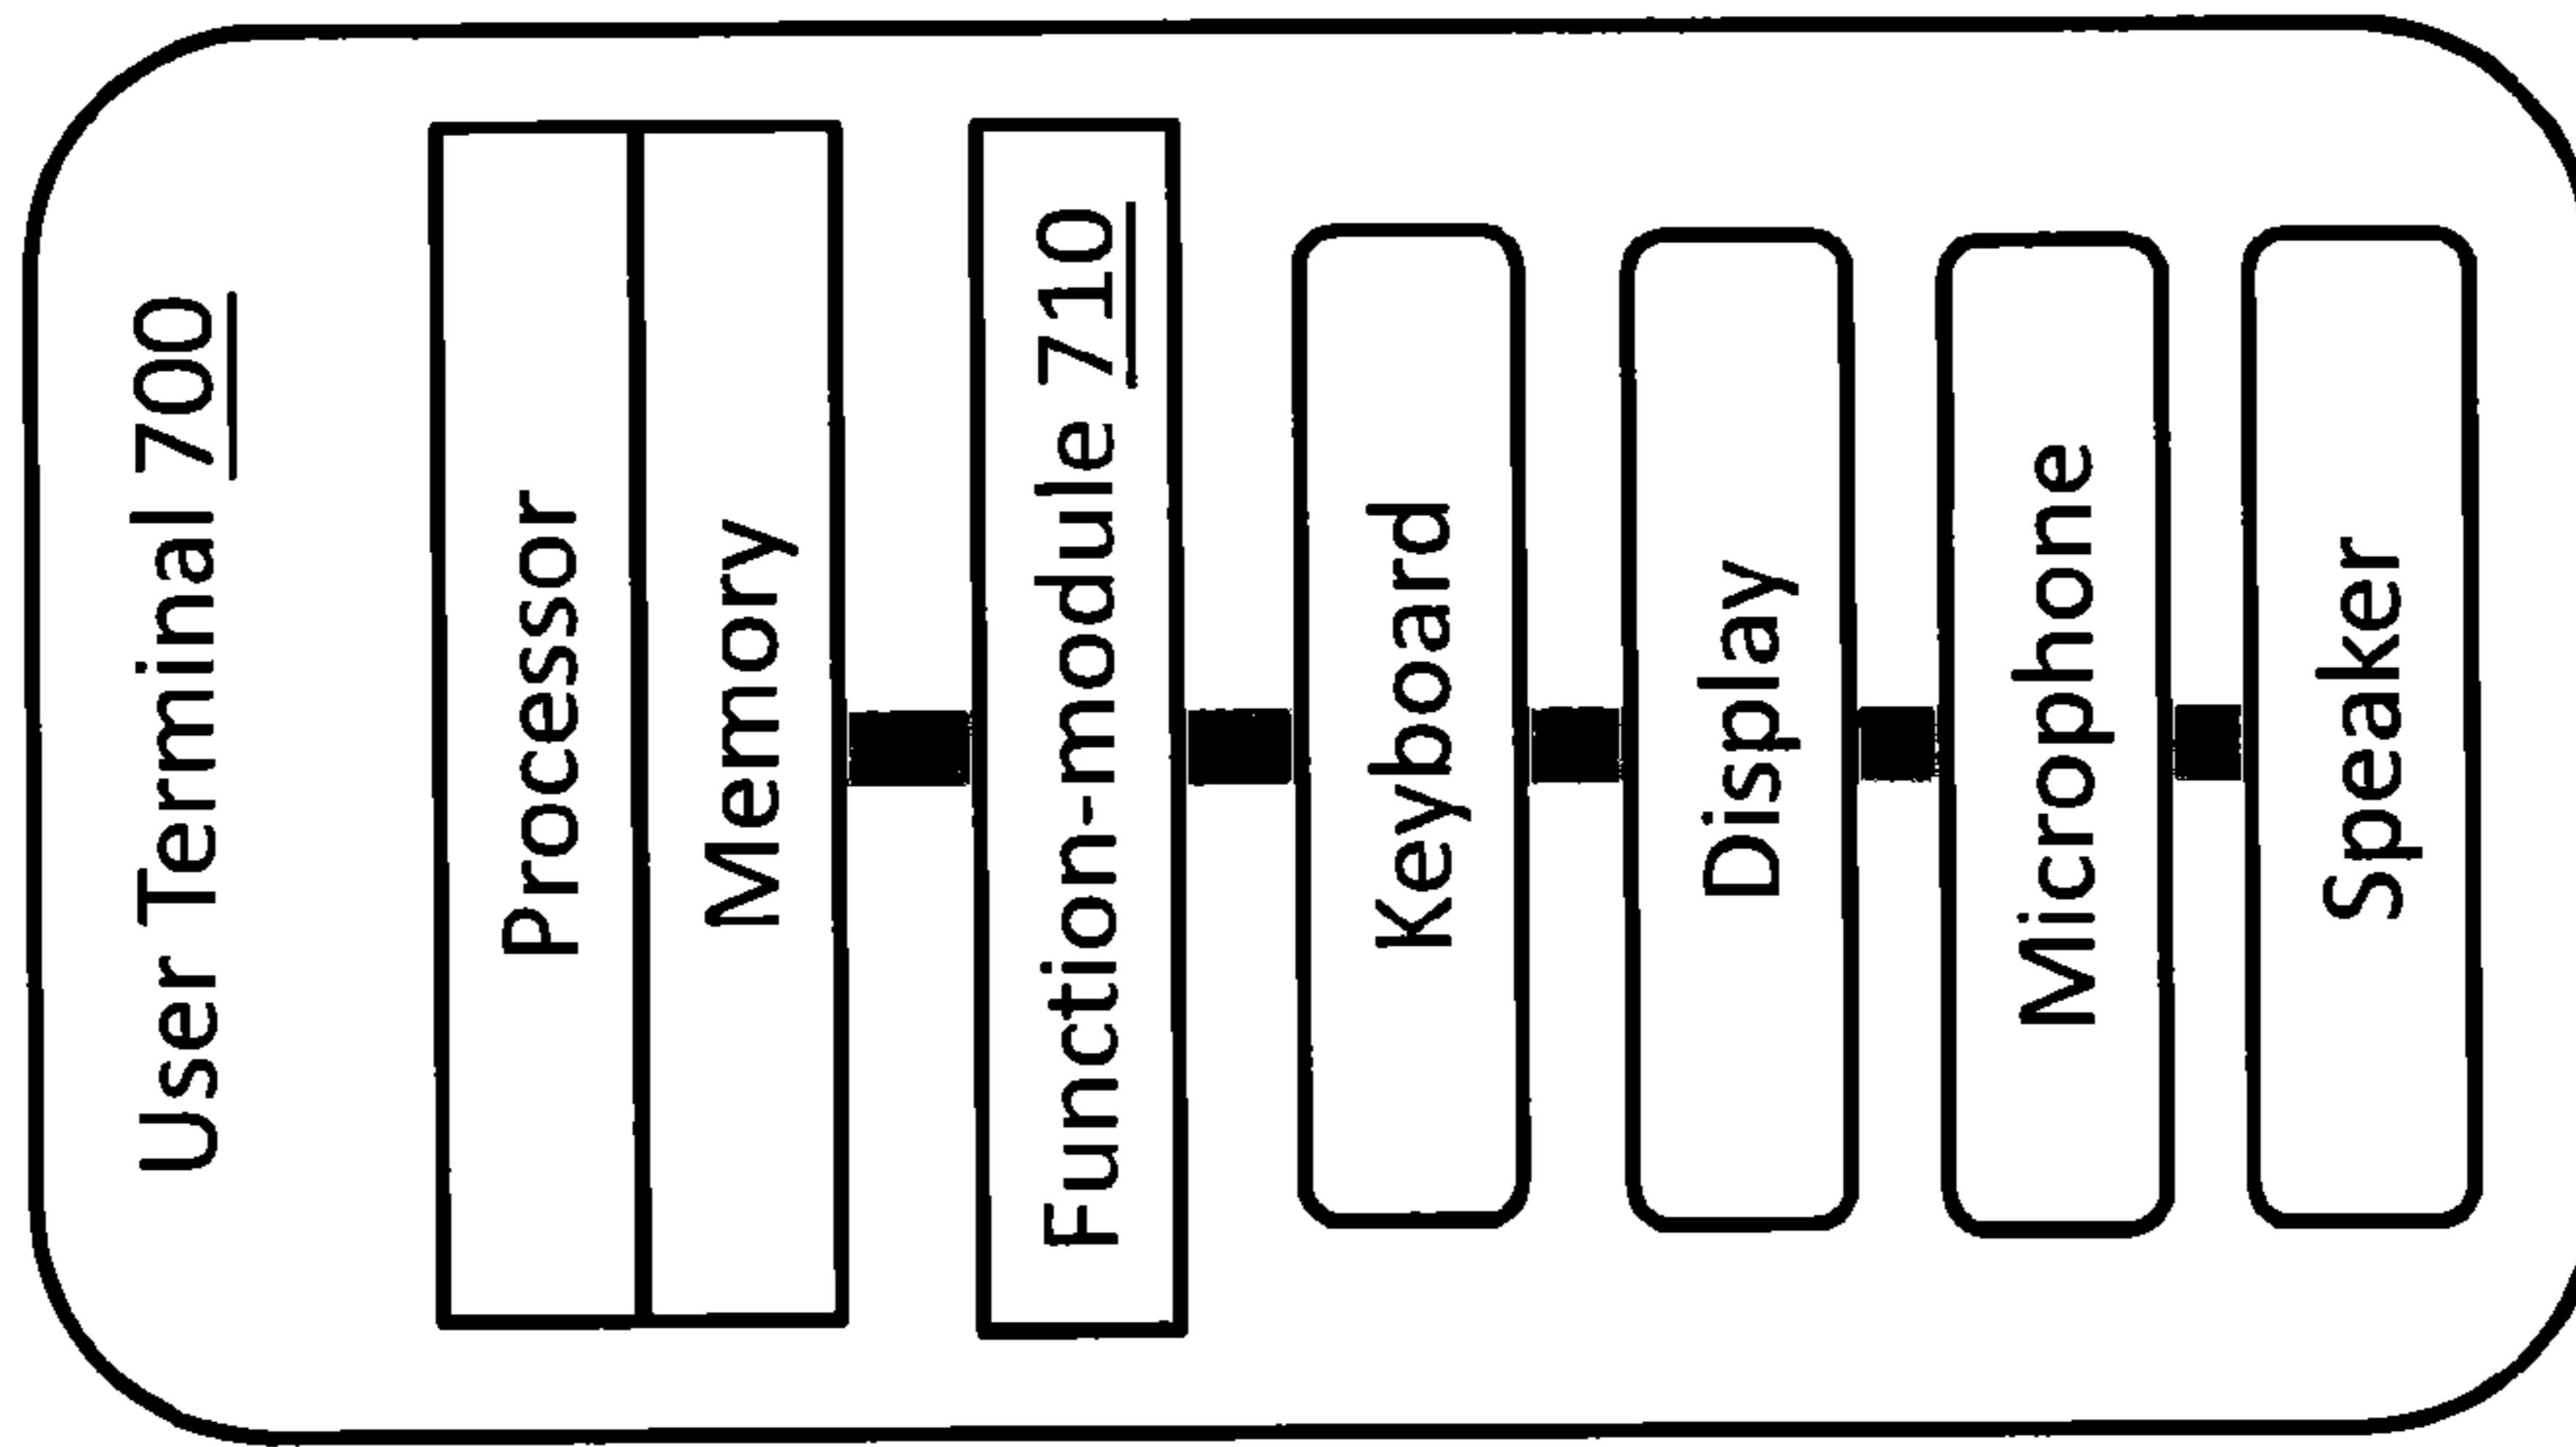 User Terminal 700
Processor
Memory
Function-module 710
Keyboard
Display
Microphone
Speaker